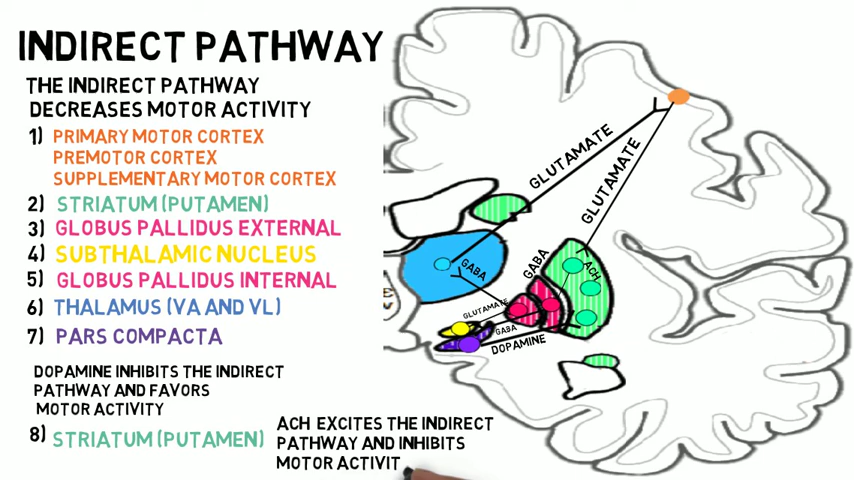 INDIRECT PATHWAY
THE INDIRECT PATHWAY
DECREASES MOTOR ACTIVITY
1) PRIMARY MOTOR CORTEX
PREMOTOR CORTEX
SUPPLEMENTARY MOTOR CORTEX
2) STRIATUM (PUTAMEN)
3) GLOBUS PALLIDUS EXTERNAL
4) SUBTHALAMIC NUCLEUS
5) GLOBUS PALLIDUS INTERNAL
6) THALAMUS (VA AND VL)
7) PARS COMPACTA
DOPAMINE INHIBITS THE INDIRECT
PATHWAY AND FAVORS
MOTOR ACTIVITY
8) STRIATUM (PUTAMEN)
ACH EXCITES THE INDIRECT
PATHWAY AND INHIBITS
MOTOR ACTIVIT
GLUTAMATE
GLUTAMATE
GABA
GABA
ACH
GLUTAMATE
GABA
DOPAMINE